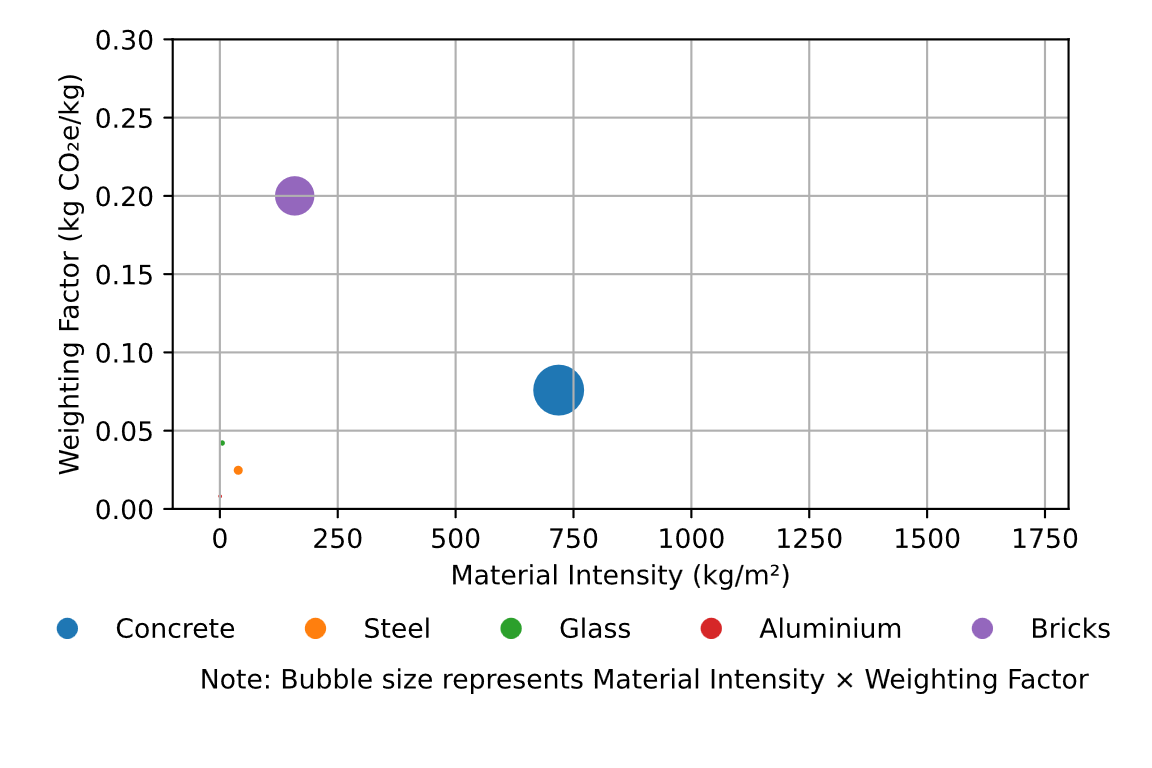 0.30
0.25
0.20
0.15
0.10
0.05
0.00
Weighting Factor (kg CO₂e/kg)
0 250 500 750 1000 1250 1500 1750
Material Intensity (kg/m²)
Concrete Steel Glass Aluminium Bricks
Note: Bubble size represents Material Intensity × Weighting Factor